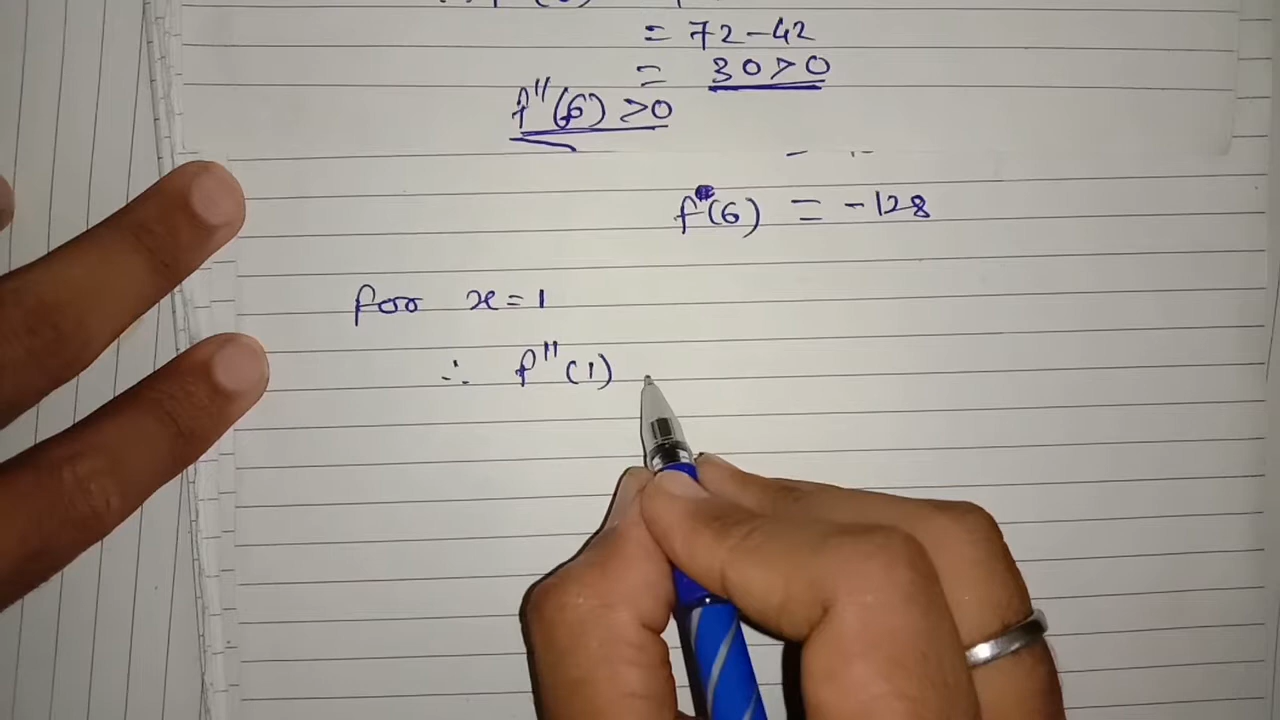 = 72-42
= 30>0
f''(6) >0
f(6) = -128
for x=1
∴ f''(1)